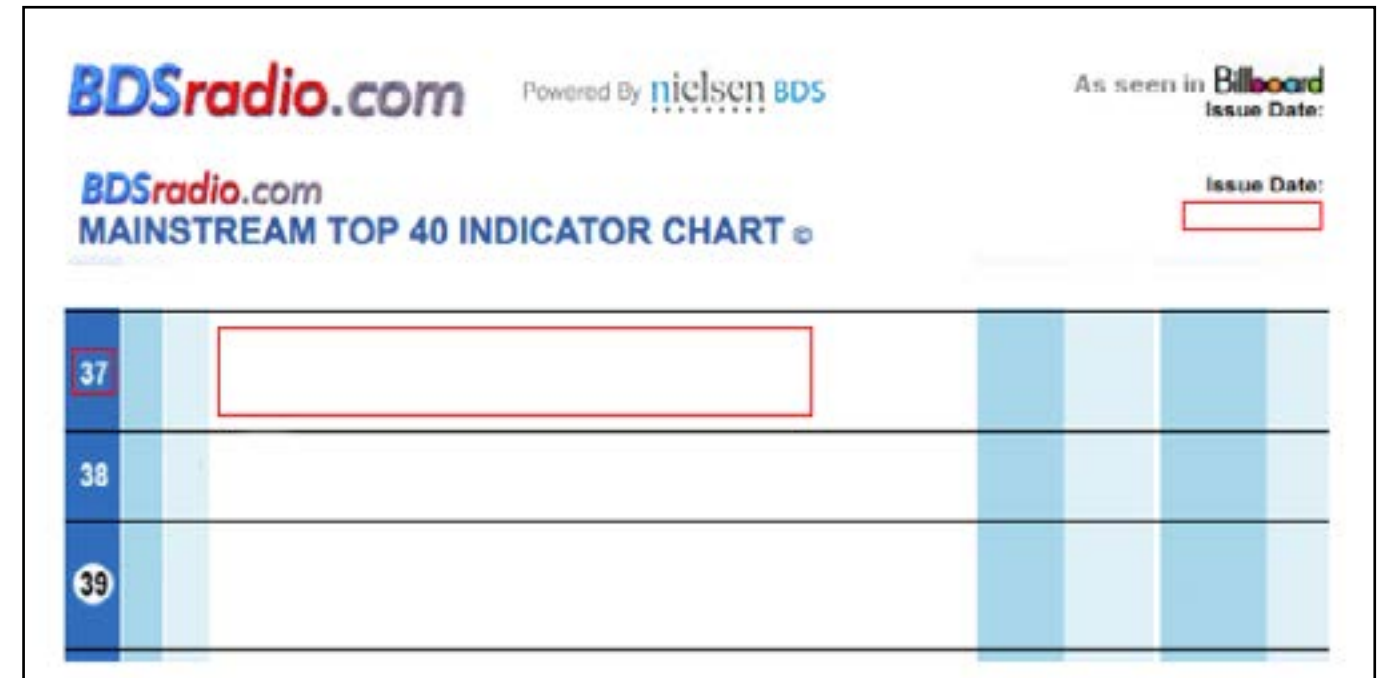 BDSradio.com Powered By nielsen BDS As seen in Billboard
Issue Date:
BDSradio.com Issue Date:
MAINSTREAM TOP 40 INDICATOR CHART ©
37
38
39